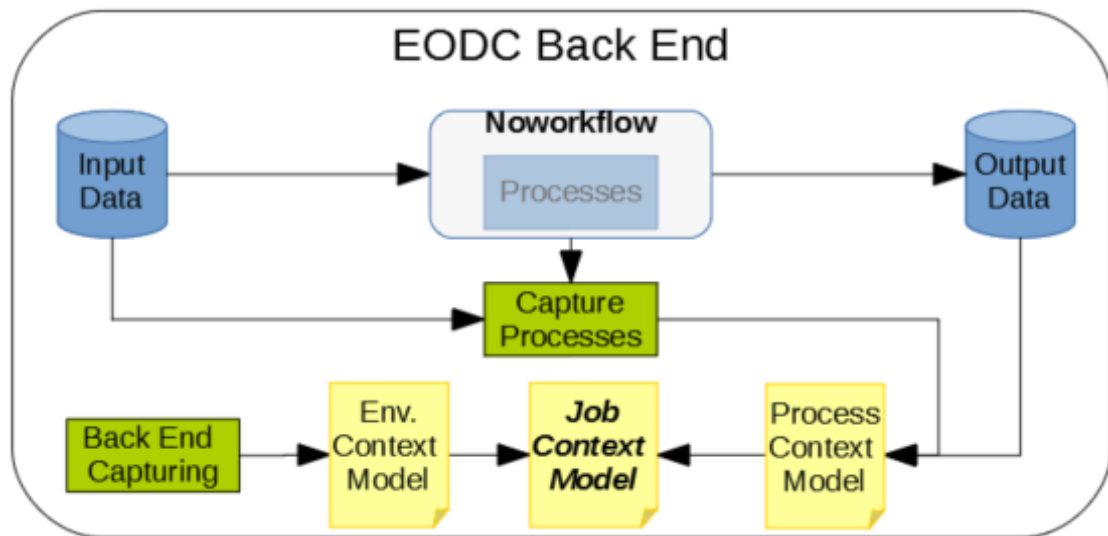 EODC Back End
Noworkflow
Input
Data
Processes
Output
Data
Capture
Processes
Back End
Capturing
Env.
Context
Model
Job
Context
Model
Process
Context
Model